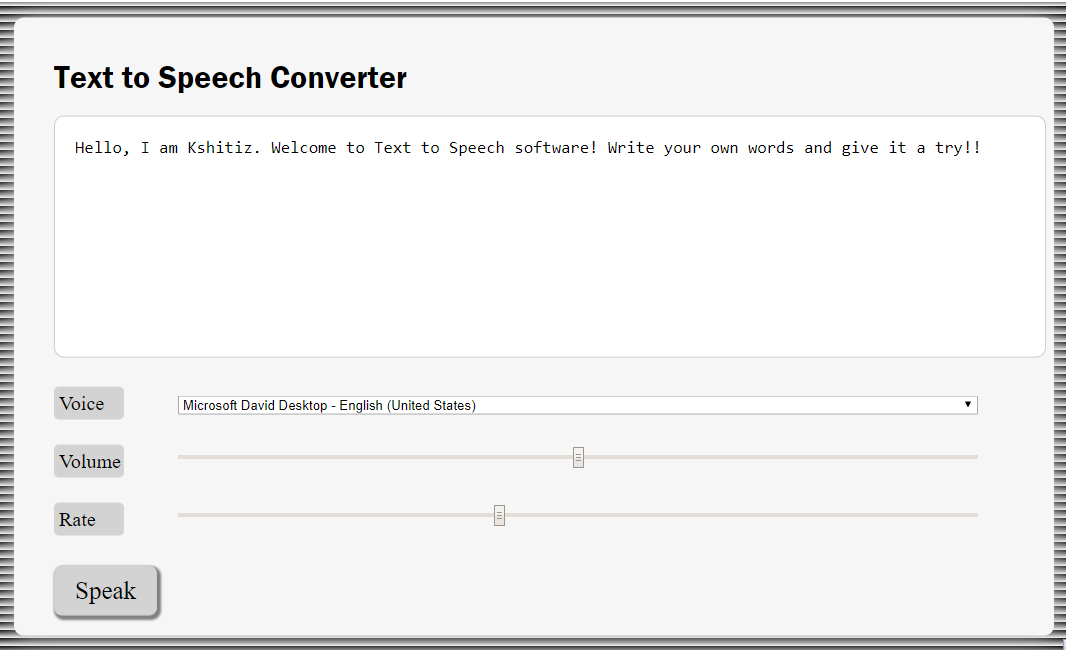 Text to Speech Converter
Hello, I am Kshitiz. Welcome to Text to Speech software! Write your own words and give it a try!!
Voice
Microsoft David Desktop - English (United States)
Volume
Rate
Speak